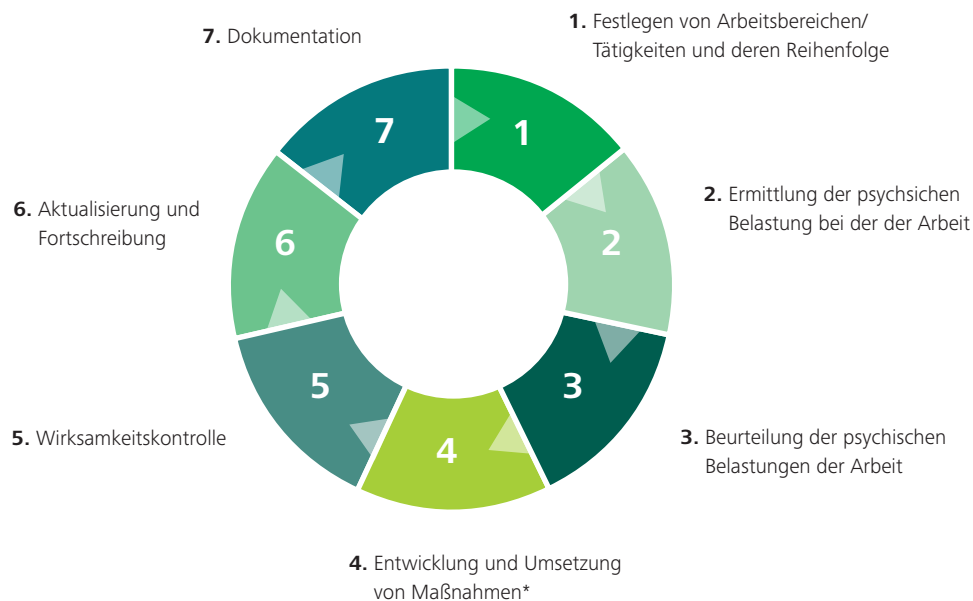 1. Festlegen von Arbeitsbereichen/
Tätigkeiten und deren Reihenfolge
2. Ermittlung der psychsichen
Belastung bei der der Arbeit
3. Beurteilung der psychischen
Belastungen der Arbeit
4. Entwicklung und Umsetzung
von Maßnahmen*
5. Wirksamkeitskontrolle
6. Aktualisierung und
Fortschreibung
7. Dokumentation
1
2
3
4
5
6
7